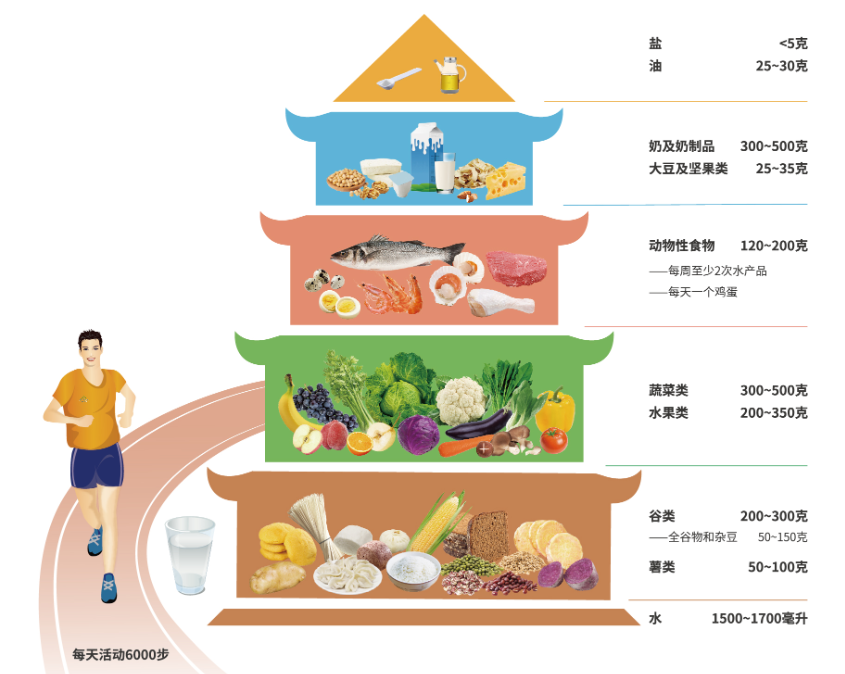 盐 <5克
油 25~30克
奶及奶制品 300~500克
大豆及坚果类 25~35克
动物性食物 120~200克
——每周至少2次水产品
——每天一个鸡蛋
蔬菜类 300~500克
水果类 200~350克
谷类 200~300克
——全谷物和杂豆 50~150克
薯类 50~100克
水 1500~1700毫升
每天活动6000步